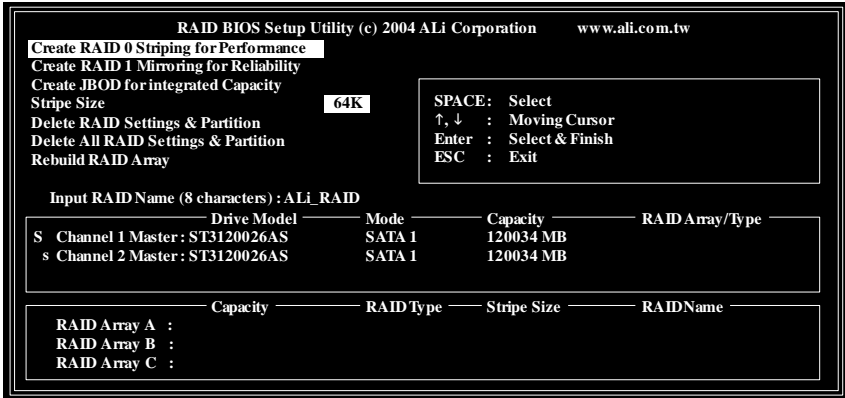 RAID BIOS Setup Utility (c) 2004 ALi Corporation www.ali.com.tw
Create RAID 0 Striping for Performance
Create RAID 1 Mirroring for Reliability
Create JBOD for integrated Capacity
Stripe Size 64K
Delete RAID Settings & Partition
Delete All RAID Settings & Partition
Rebuild RAID Array
SPACE : Select
↑, ↓ : Moving Cursor
Enter : Select & Finish
ESC : Exit
Input RAID Name (8 characters) : ALi_RAID
Drive Model Mode Capacity RAID Array/Type
S Channel 1 Master : ST3120026AS SATA 1 120034 MB
s Channel 2 Master : ST3120026AS SATA 1 120034 MB
Capacity RAID Type Stripe Size RAIDName
RAID Array A :
RAID Array B :
RAID Array C :